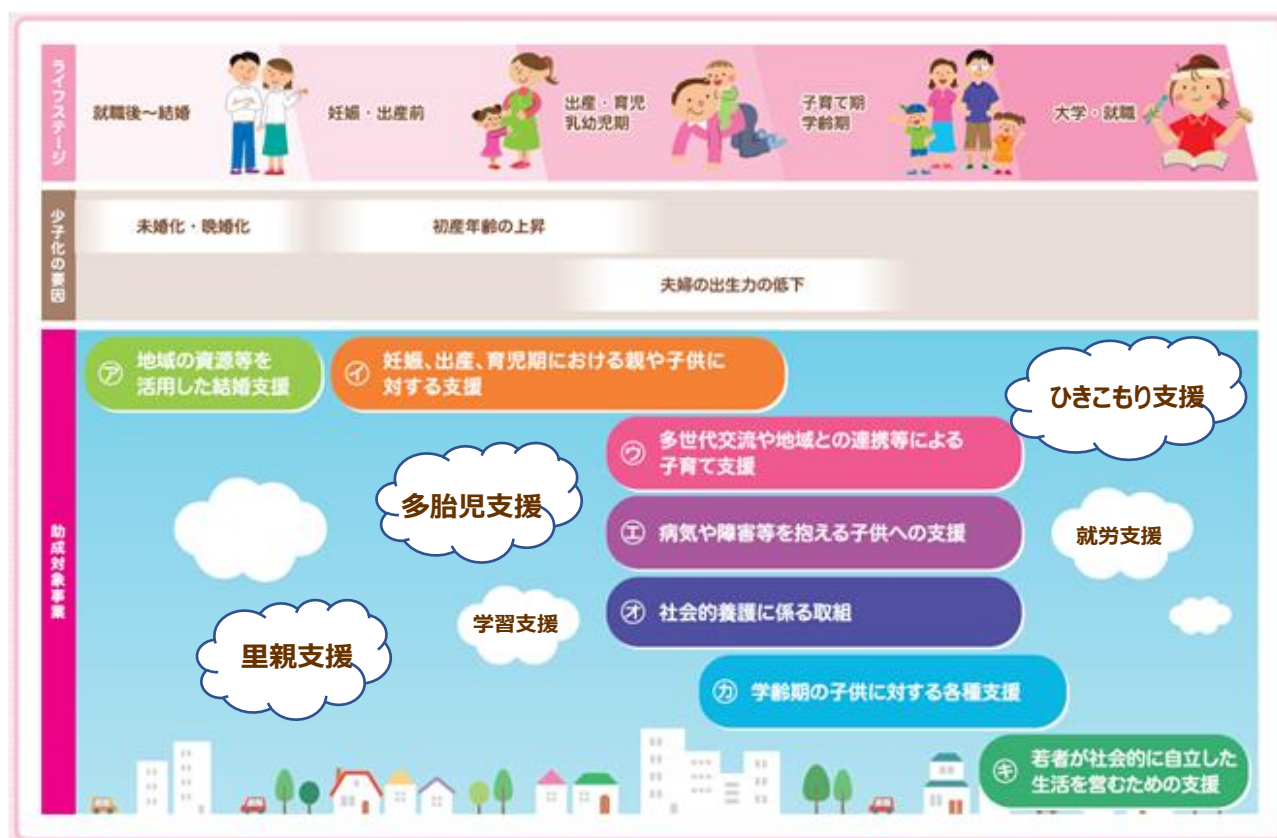 ライフステージ
就職後～結婚
妊娠・出産前
出産・育児
乳幼児期
子育て期
学齢期
大学・就職
少子化の要因
未婚化・晩婚化
初産年齢の上昇
夫婦の出生力の低下
助成対象事業
㋐ 地域の資源等を
活用した結婚支援
㋑ 妊娠、出産、育児期における親や子供に
対する支援
ひきこもり支援
㋒ 多世代交流や地域との連携等による
子育て支援
多胎児支援
㋓ 病気や障害等を抱える子供への支援
就労支援
㋔ 社会的養護に係る取組
学習支援
里親支援
㋕ 学齢期の子供に対する各種支援
㋖ 若者が社会的に自立した
生活を営むための支援